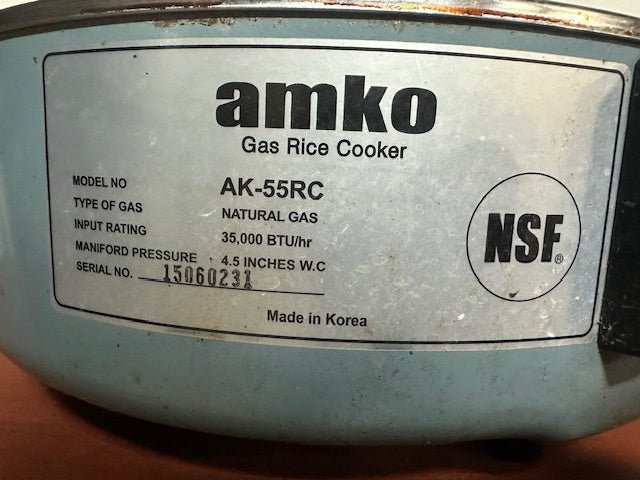 amko
Gas Rice Cooker
MODEL NO AK-55RC
TYPE OF GAS NATURAL GAS
INPUT RATING 35,000 BTU/hr
MANIFORD PRESSURE 4.5 INCHES W.C
SERIAL NO. 15060231
NSF®
Made in Korea